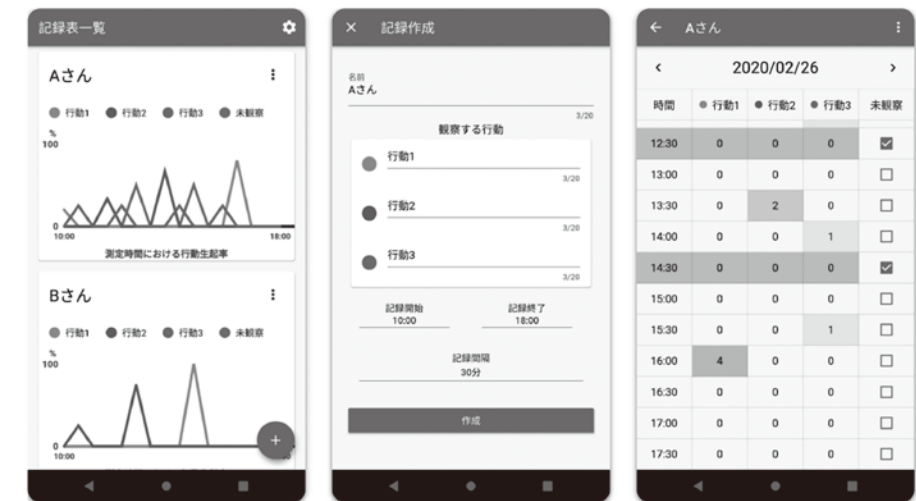 記録表一覧
Aさん
行動1 行動2 行動3 未観察
%
100
0
10:00 18:00
測定時間における行動生起率
Bさん
行動1 行動2 行動3 未観察
%
100
0
10:00
+
× 記録作成
名前
Aさん
3/20
観察する行動
行動1
3/20
行動2
3/20
行動3
3/20
記録開始 記録終了
10:00 18:00
記録間隔
30分
作成
Aさん
2020/02/26
時間 行動1 行動2 行動3 未観察
12:30 0 0 0
13:00 0 0 0
13:30 0 2 0
14:00 0 0 1
14:30 0 0 0
15:00 0 0 0
15:30 0 0 1
16:00 4 0 0
16:30 0 0 0
17:00 0 0 0
17:30 0 0 0